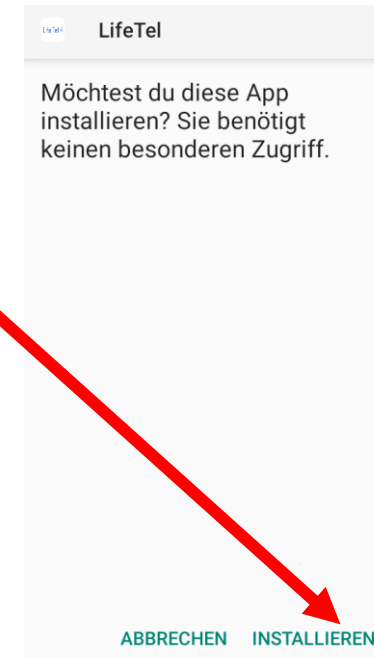 LifeTel
Möchtest du diese App
installieren? Sie benötigt
keinen besonderen Zugriff.
ABBRECHEN INSTALLIEREN